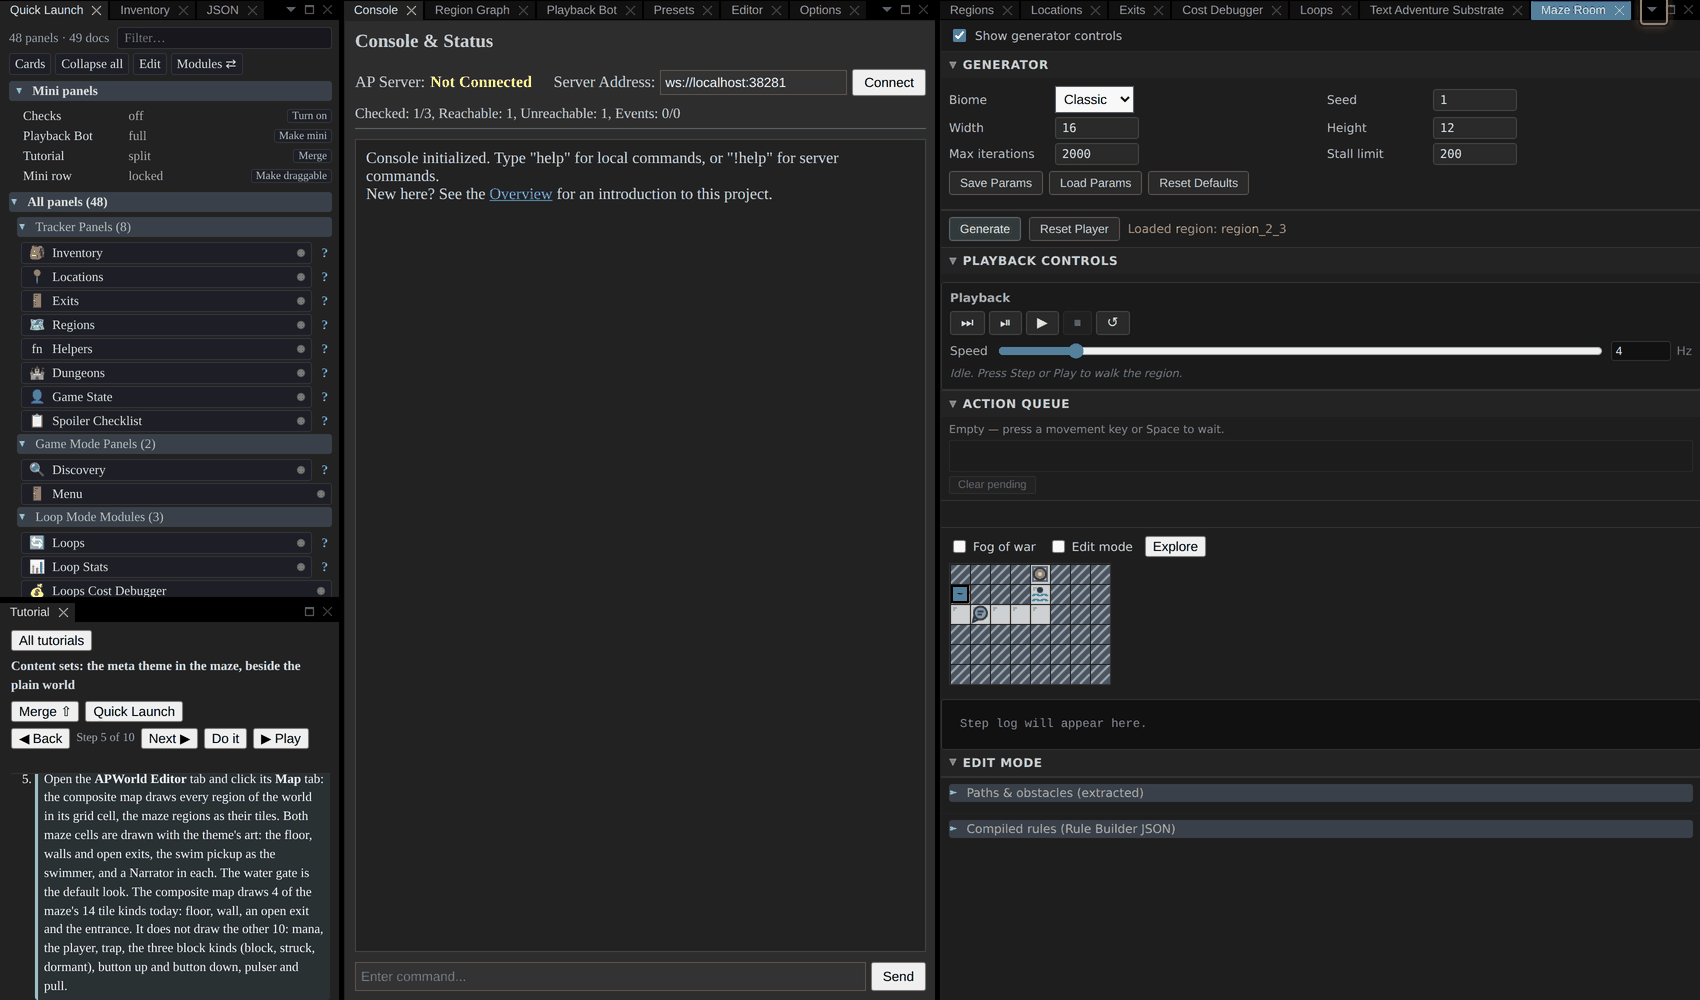 Quick Launch
Inventory
JSON
48 panels · 49 docs
Filter...
Cards
Collapse all
Edit
Modules ⇄
Mini panels
Checks off Turn on
Playback Bot full Make mini
Tutorial split Merge
Mini row locked Make draggable
All panels (48)
Tracker Panels (8)
Inventory ?
Locations ?
Exits ?
Regions ?
fn Helpers ?
Dungeons ?
Game State ?
Spoiler Checklist ?
Game Mode Panels (2)
Discovery ?
Menu
Loop Mode Modules (3)
Loops ?
Loop Stats ?
Loops Cost Debugger
Tutorial
All tutorials
Content sets: the meta theme in the maze, beside the
plain world
Merge ⇧
Quick Launch
◀ Back
Step 5 of 10
Next ▶
Do it
▶ Play
5. Open the APWorld Editor tab and click its Map tab:
the composite map draws every region of the world
in its grid cell, the maze regions as their tiles. Both
maze cells are drawn with the theme's art: the floor,
walls and open exits, the swim pickup as the
swimmer, and a Narrator in each. The water gate is
the default look. The composite map draws 4 of the
maze's 14 tile kinds today: floor, wall, an open exit
and the entrance. It does not draw the other 10: mana,
the player, trap, the three block kinds (block, struck,
dormant), button up and button down, pulser and
pull.
Console
Region Graph
Playback Bot
Presets
Editor
Options
Console & Status
AP Server: Not Connected
Server Address: ws://localhost:38281
Connect
Checked: 1/3, Reachable: 1, Unreachable: 1, Events: 0/0
Console initialized. Type "help" for local commands, or "!help" for server
commands.
New here? See the Overview for an introduction to this project.
Enter command...
Send
Regions
Locations
Exits
Cost Debugger
Loops
Text Adventure Substrate
Maze Room
Show generator controls
GENERATOR
Biome Classic
Seed 1
Width 16
Height 12
Max iterations 2000
Stall limit 200
Save Params
Load Params
Reset Defaults
Generate
Reset Player
Loaded region: region_2_3
PLAYBACK CONTROLS
Playback
Speed 4 Hz
Idle. Press Step or Play to walk the region.
ACTION QUEUE
Empty — press a movement key or Space to wait.
Clear pending
Fog of war
Edit mode
Explore
Step log will appear here.
EDIT MODE
Paths & obstacles (extracted)
Compiled rules (Rule Builder JSON)